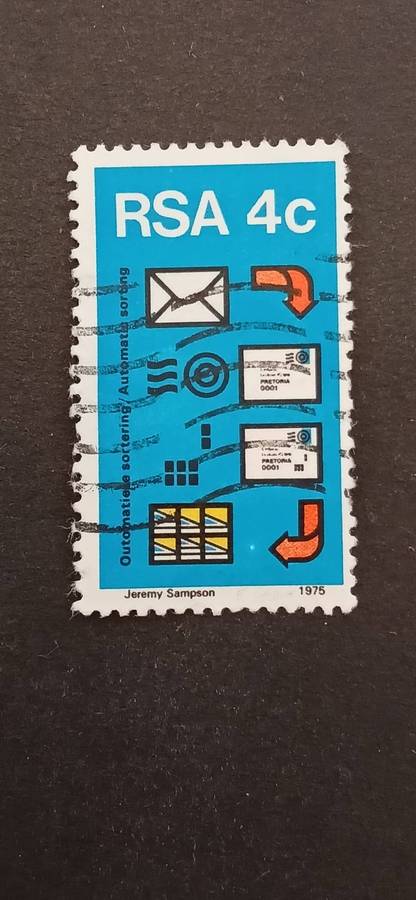 RSA 4c
Outomatiese sortering / Automatic sorting
PRETORIA
0001
PRETORIA
0001
Jeremy Sampson
1975